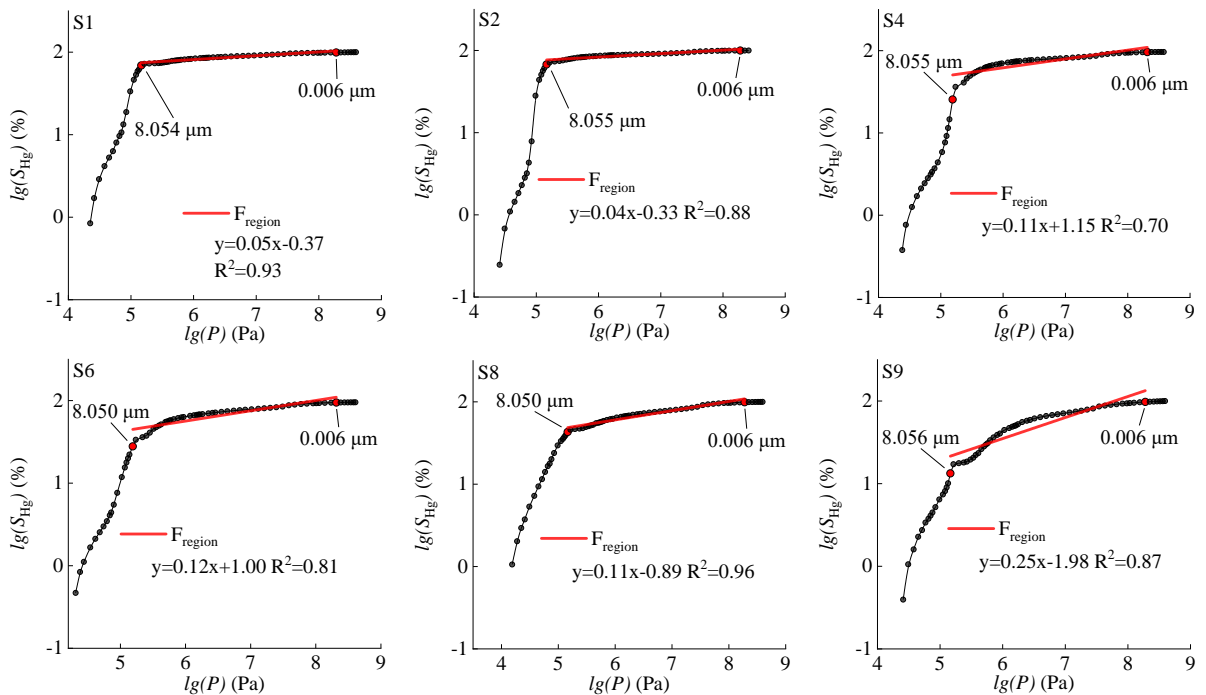 S1
2
1
0
-1
lg(S_Hg) (%)
8.054 μm
0.006 μm
F_region
y=0.05x-0.37
R²=0.93
4 5 6 7 8 9
lg(P) (Pa)
S2
2
1
0
-1
lg(S_Hg) (%)
8.055 μm
0.006 μm
F_region
y=0.04x-0.33 R²=0.88
4 5 6 7 8 9
lg(P) (Pa)
S4
2
1
0
-1
lg(S_Hg) (%)
8.055 μm
0.006 μm
F_region
y=0.11x+1.15 R²=0.70
4 5 6 7 8 9
lg(P) (Pa)
S6
2
1
0
-1
lg(S_Hg) (%)
8.050 μm
0.006 μm
F_region
y=0.12x+1.00 R²=0.81
5 6 7 8 9
lg(P) (Pa)
S8
2
1
0
-1
lg(S_Hg) (%)
8.050 μm
0.006 μm
F_region
y=0.11x-0.89 R²=0.96
4 5 6 7 8 9
lg(P) (Pa)
S9
2
1
0
-1
lg(S_Hg) (%)
8.056 μm
0.006 μm
F_region
y=0.25x-1.98 R²=0.87
4 5 6 7 8 9
lg(P) (Pa)